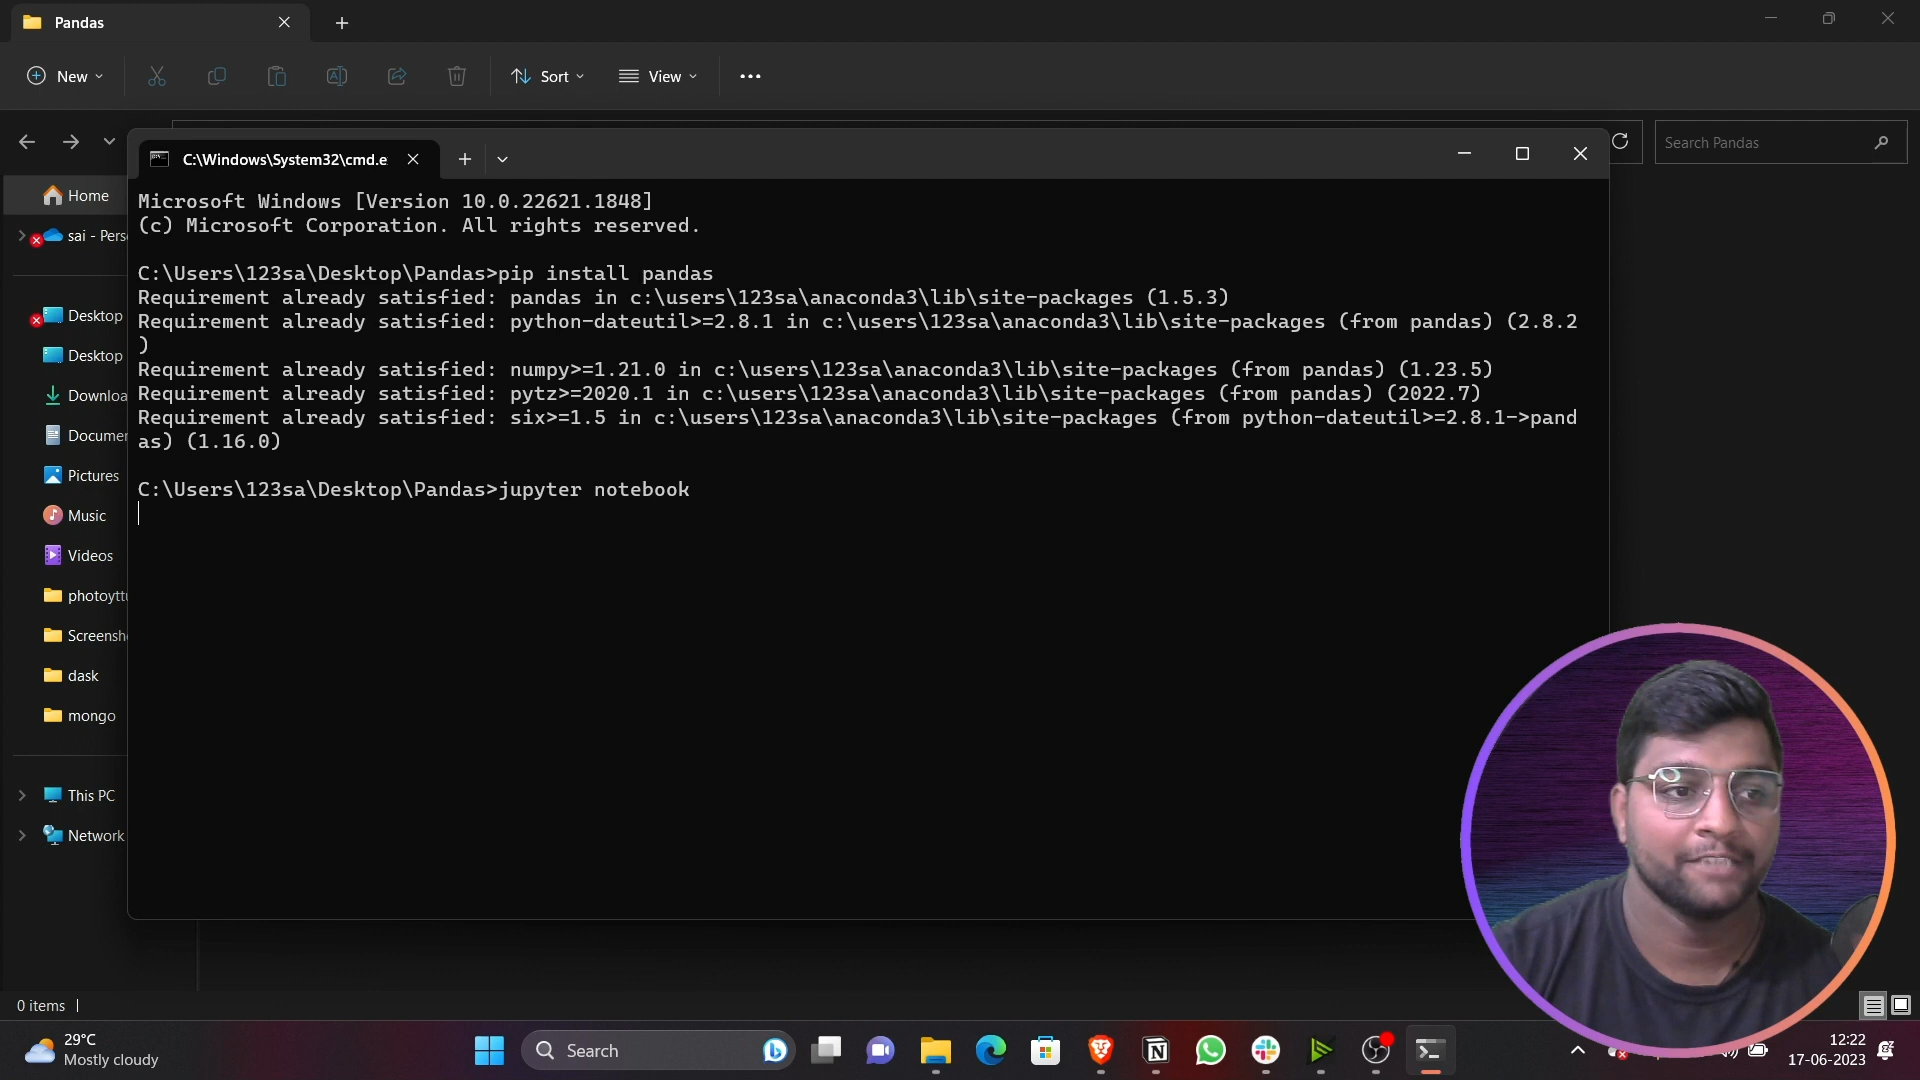 Pandas
New
Sort
View
Search Pandas
C:\Windows\System32\cmd.e
Home
sai - Pers
Desktop
Desktop
Downloa
Documen
Pictures
Music
Videos
photoyttu
Screensh
dask
mongo
This PC
Network
Microsoft Windows [Version 10.0.22621.1848]
(c) Microsoft Corporation. All rights reserved.
C:\Users\123sa\Desktop\Pandas>pip install pandas
Requirement already satisfied: pandas in c:\users\123sa\anaconda3\lib\site-packages (1.5.3)
Requirement already satisfied: python-dateutil>=2.8.1 in c:\users\123sa\anaconda3\lib\site-packages (from pandas) (2.8.2
)
Requirement already satisfied: numpy>=1.21.0 in c:\users\123sa\anaconda3\lib\site-packages (from pandas) (1.23.5)
Requirement already satisfied: pytz>=2020.1 in c:\users\123sa\anaconda3\lib\site-packages (from pandas) (2022.7)
Requirement already satisfied: six>=1.5 in c:\users\123sa\anaconda3\lib\site-packages (from python-dateutil>=2.8.1->pand
as) (1.16.0)
C:\Users\123sa\Desktop\Pandas>jupyter notebook
0 items
29°C
Mostly cloudy
Search
12:22
17-06-2023